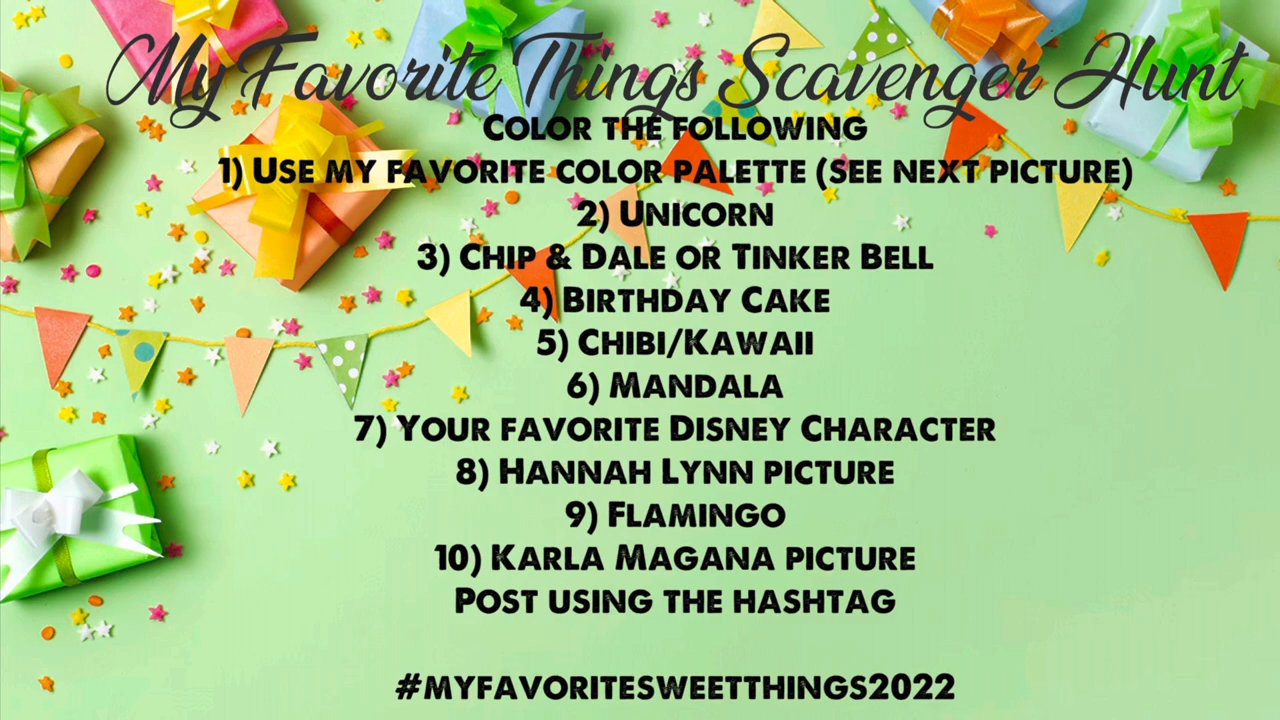 My Favorite Things Scavenger Hunt
Color the following
1) Use my favorite color palette (see next picture)
2) Unicorn
3) Chip & Dale or Tinker Bell
4) Birthday Cake
5) Chibi/Kawaii
6) Mandala
7) Your favorite Disney Character
8) Hannah Lynn picture
9) Flamingo
10) Karla Magana picture
Post using the hashtag
#myfavoritesweetthings2022